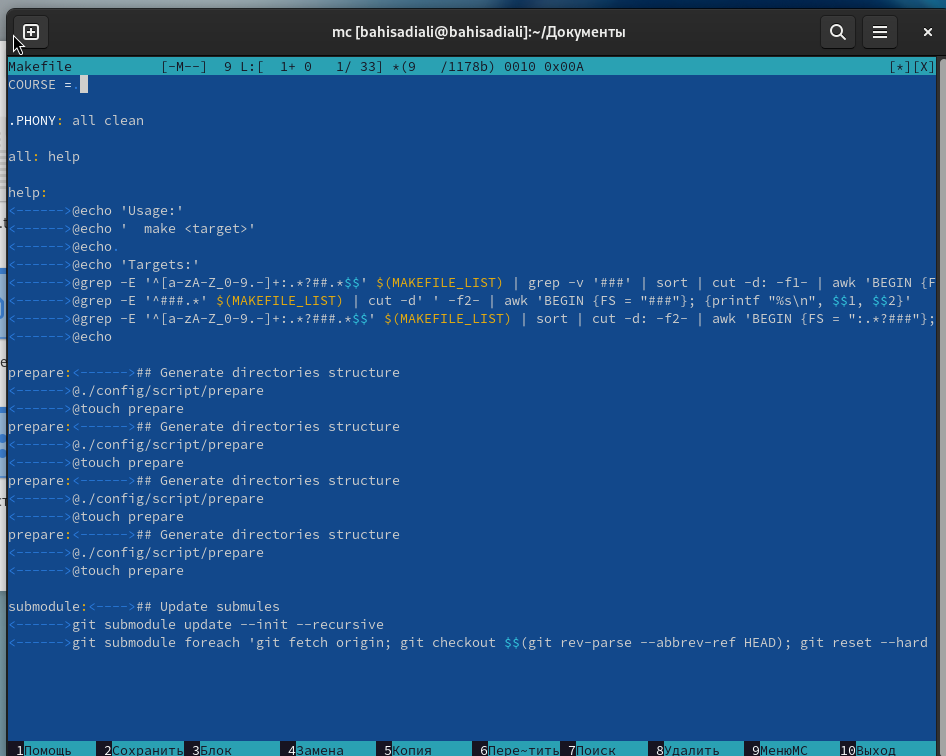 mc [bahisadiali@bahisadiali]:~/Документы
Makefile [-M--] 9 L:[ 1+ 0 1/ 33] *(9 /1178b) 0010 0x00A [*][X]
COURSE =.
.PHONY: all clean
all: help
help:
<------>@echo 'Usage:'
<------>@echo '  make <target>'
<------>@echo.
<------>@echo 'Targets:'
<------>@grep -E '^[a-zA-Z_0-9.-]+:.*?##.*$$' $(MAKEFILE_LIST) | grep -v '###' | sort | cut -d: -f1- | awk 'BEGIN {F
<------>@grep -E '^###.*' $(MAKEFILE_LIST) | cut -d' ' -f2- | awk 'BEGIN {FS = "###"}; {printf "%s\n", $$1, $$2}'
<------>@grep -E '^[a-zA-Z_0-9.-]+:.*?###.*$$' $(MAKEFILE_LIST) | sort | cut -d: -f2- | awk 'BEGIN {FS = ":.*?###"};
<------>@echo
prepare:<------>## Generate directories structure
<------>@./config/script/prepare
<------>@touch prepare
prepare:<------>## Generate directories structure
<------>@./config/script/prepare
<------>@touch prepare
prepare:<------>## Generate directories structure
<------>@./config/script/prepare
<------>@touch prepare
prepare:<------>## Generate directories structure
<------>@./config/script/prepare
<------>@touch prepare
submodule:<---->## Update submules
<------>git submodule update --init --recursive
<------>git submodule foreach 'git fetch origin; git checkout $$(git rev-parse --abbrev-ref HEAD); git reset --hard
1Помощь 2Сохранить 3Блок 4Замена 5Копия 6Пере~тить 7Поиск 8Удалить 9МенюMC 10Выход